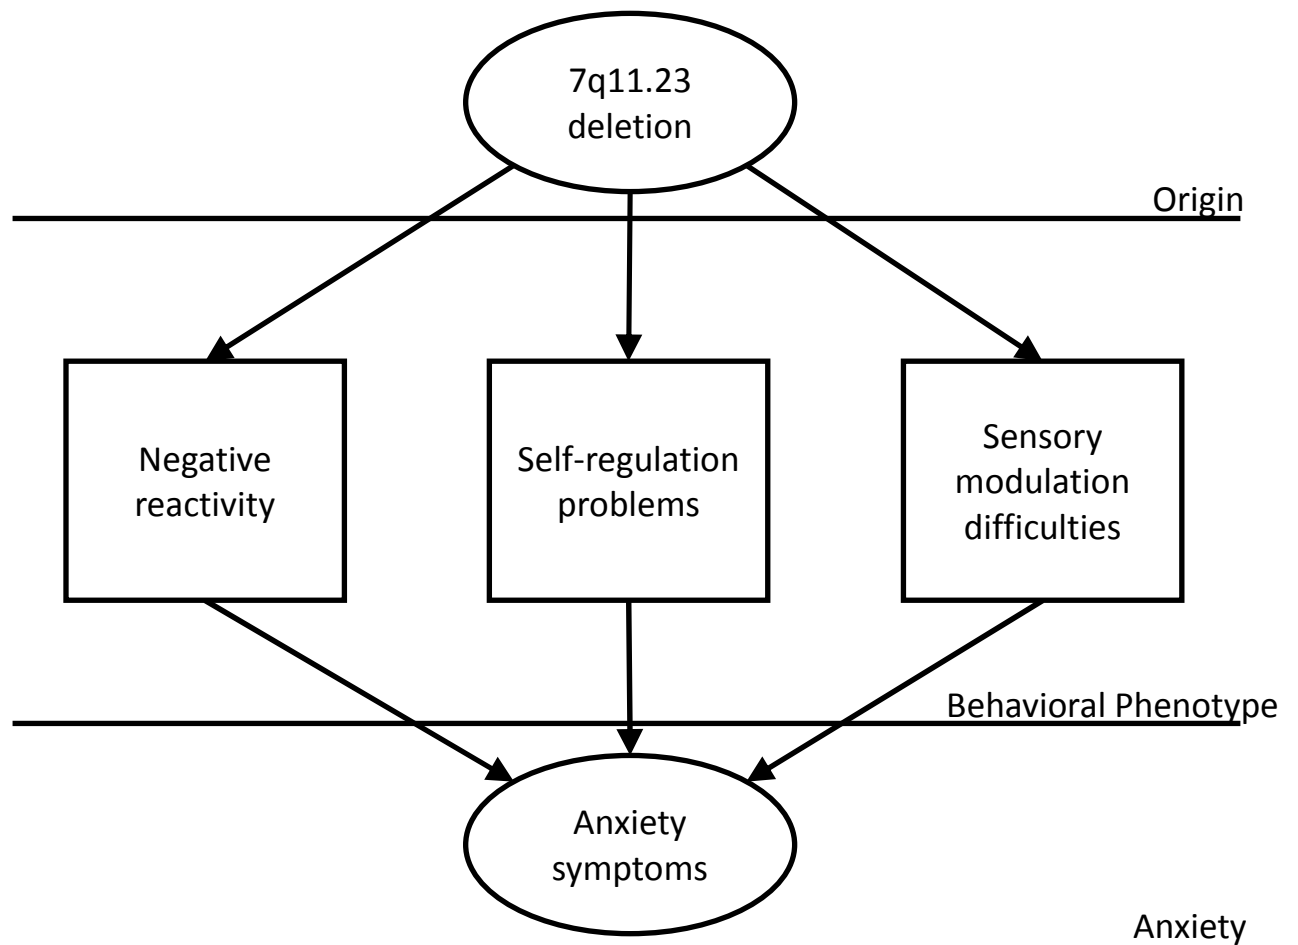 7q11.23
deletion
Origin
Negative
reactivity
Self-regulation
problems
Sensory
modulation
difficulties
Behavioral Phenotype
Anxiety
symptoms
Anxiety